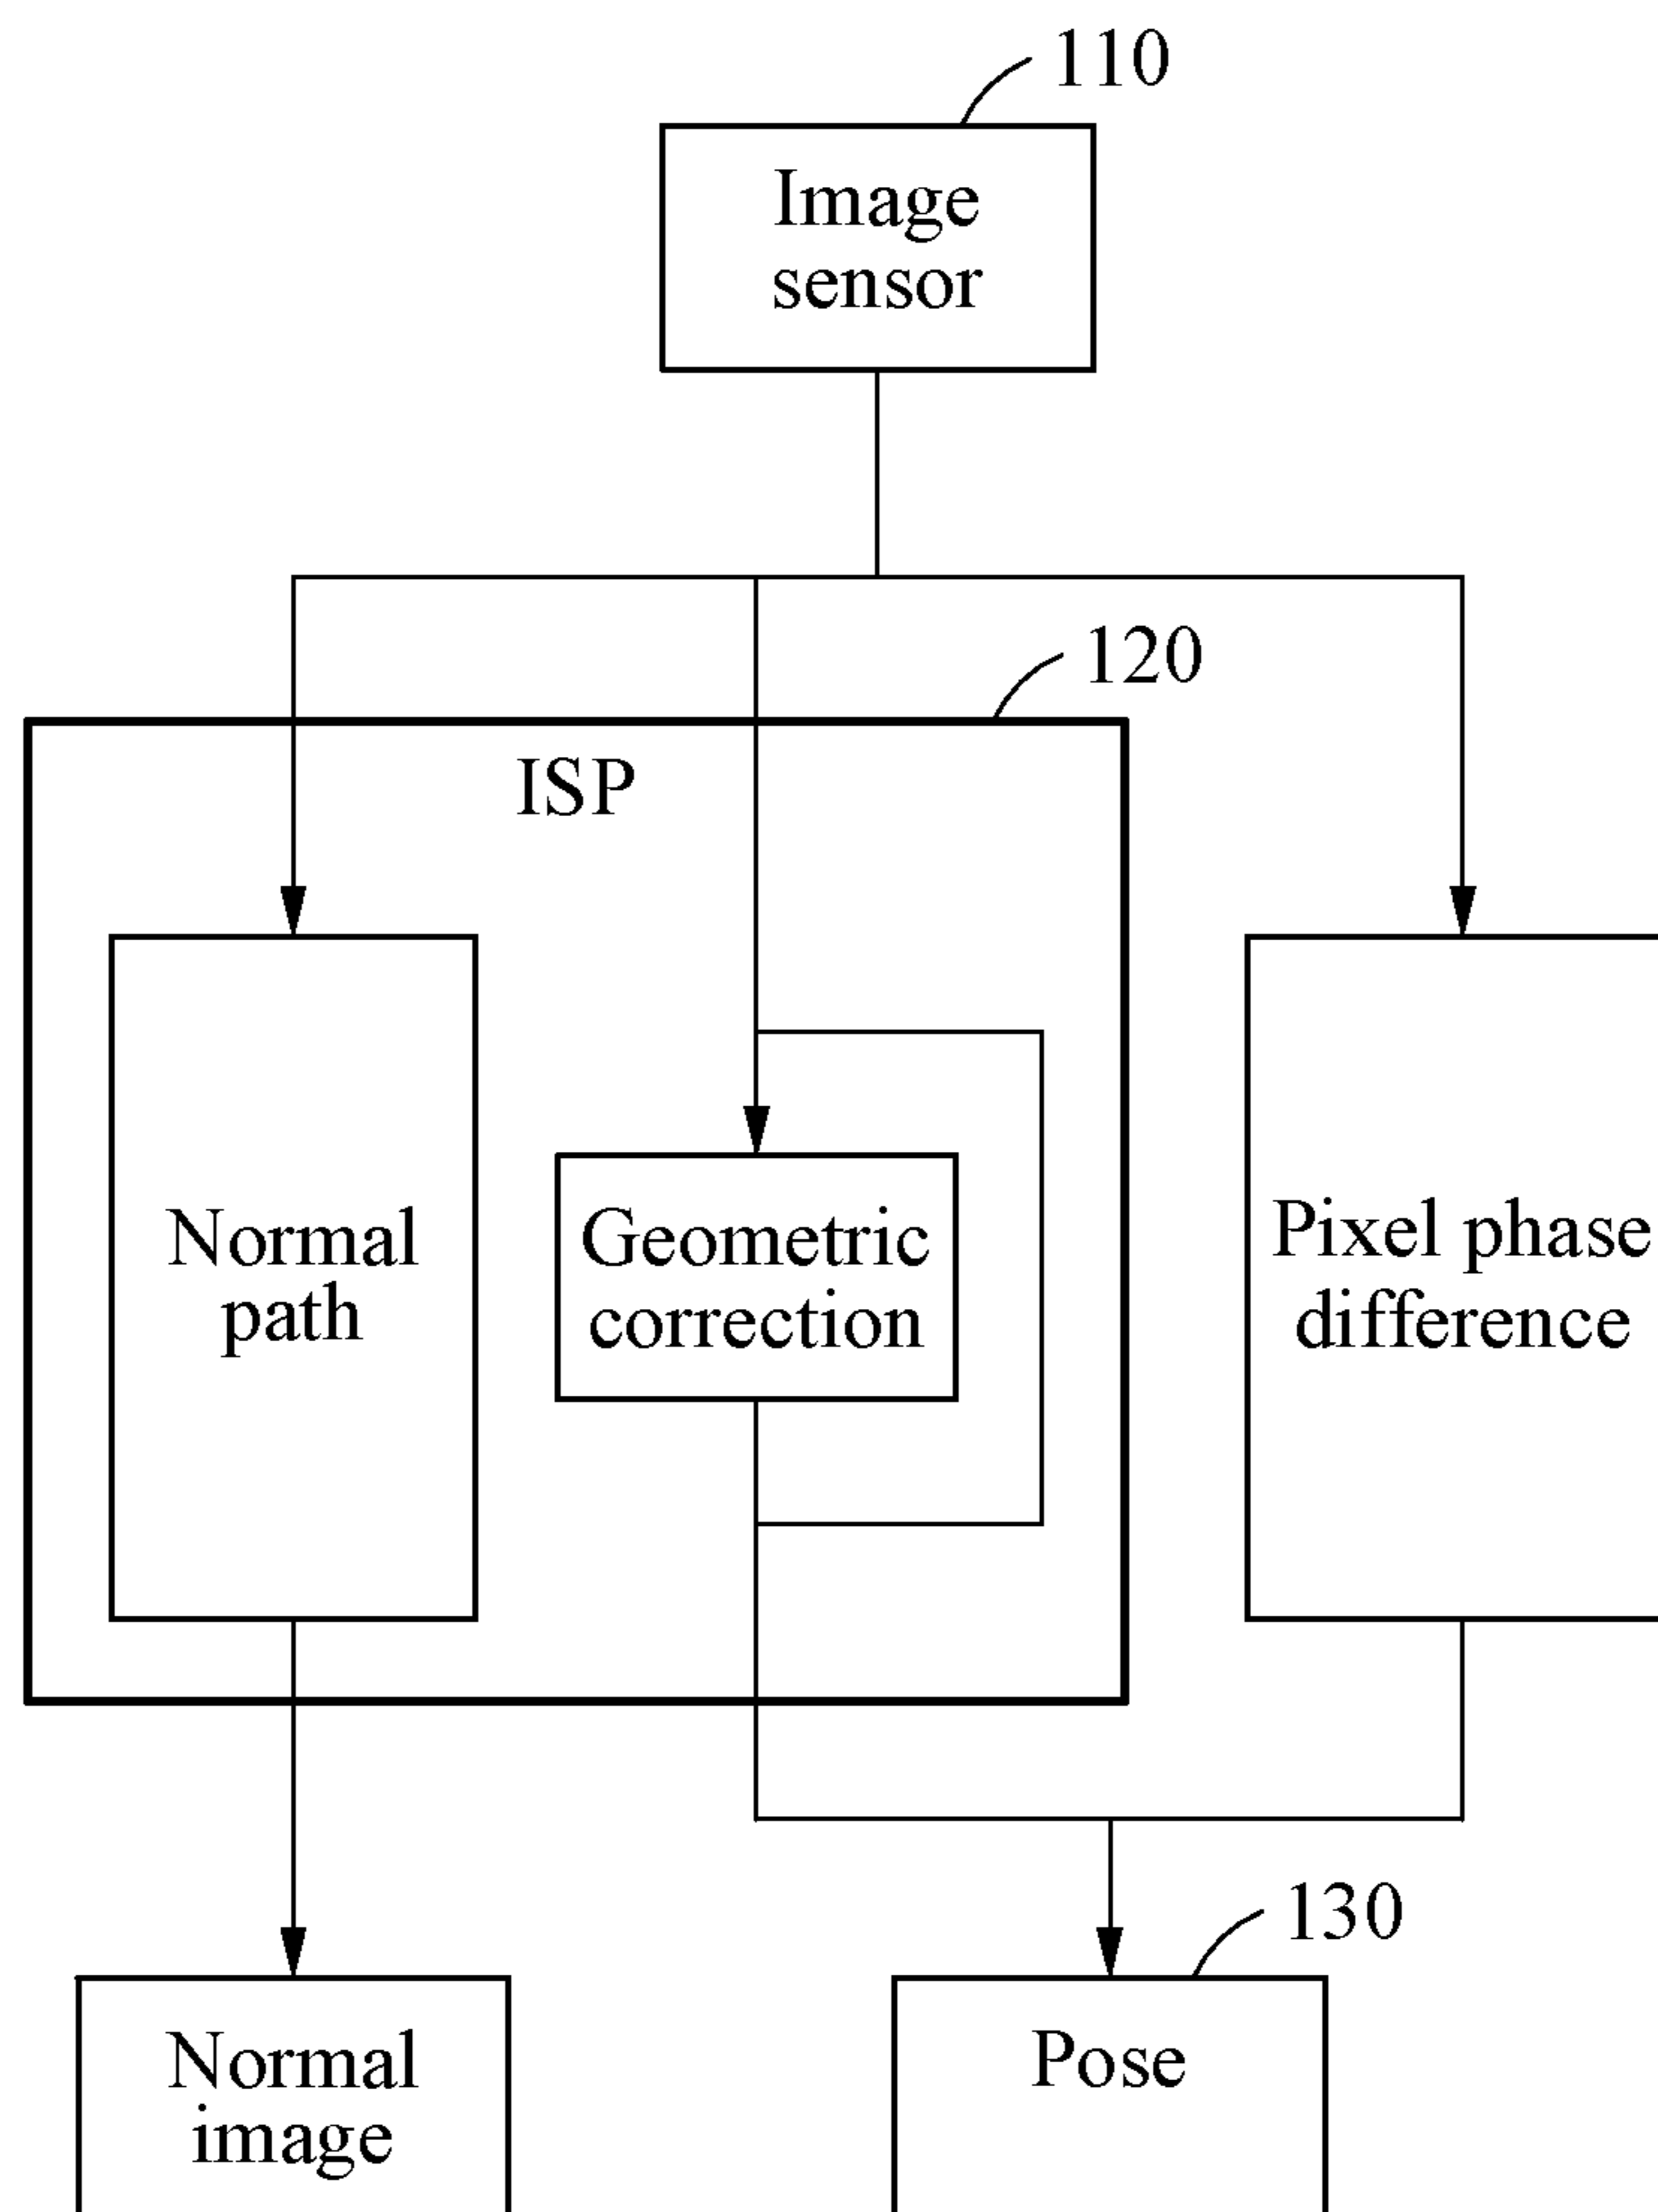 110
Image
sensor
120
ISP
Normal
path
Geometric
correction
Pixel phase
difference
130
Normal
image
Pose